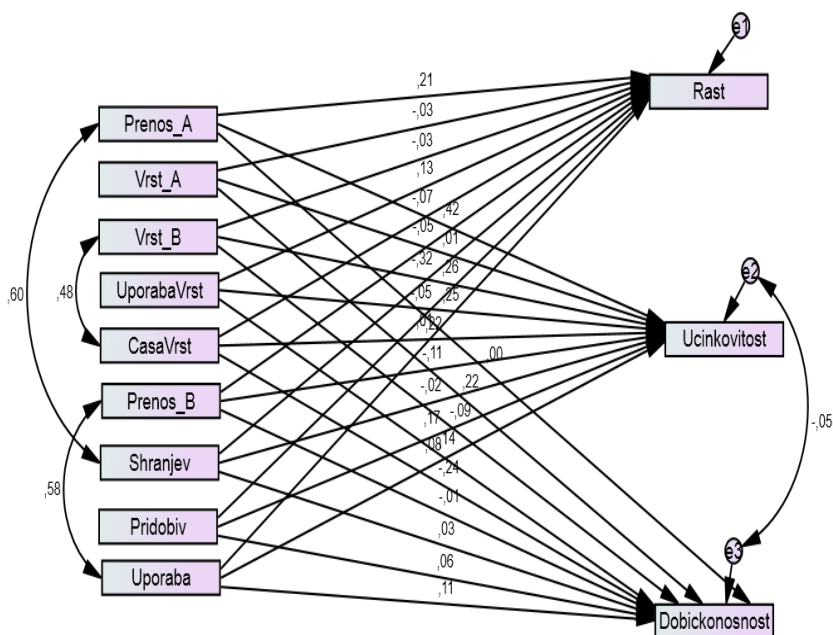 e1
Rast
,21
Prenos_A
-,03
-,03
Vrst_A
,13
-,07
,42
-,05
,01
Vrst_B
-,32
,26
e2
,60
,48
UporabaVrst
-,05
,25
,22
Ucinkovitost
CasaVrst
-,11
,00
-,02
,22
Prenos_B
,17
-,09
-,05
,08
,14
Shranjev
-,24
,58
-,01
Pridobiv
,03
e3
,06
Uporaba
,11
Dobickonosnost